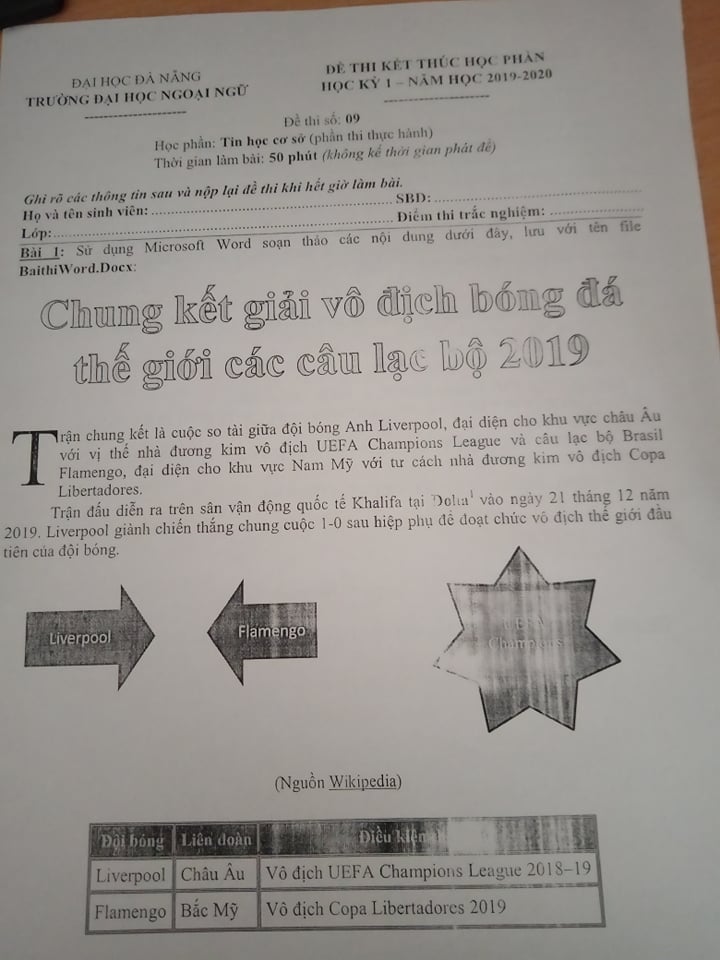 ĐẠI HỌC ĐÀ NẴNG
TRƯỜNG ĐẠI HỌC NGOẠI NGỮ
ĐỀ THI KẾT THÚC HỌC PHẦN
HỌC KỲ 1 – NĂM HỌC 2019-2020
Đề thi số: 09
Học phần: Tin học cơ sở (phần thi thực hành)
Thời gian làm bài: 50 phút (không kể thời gian phát đề)
Ghi rõ các thông tin sau và nộp lại đề thi khi hết giờ làm bài.
Họ và tên sinh viên: SBD:
Lớp: Điểm thi trắc nghiệm:
Bài 1: Sử dụng Microsoft Word soạn thảo các nội dung dưới đây, lưu với tên file
BaithiWord.Docx:
Chung kết giải vô địch bóng đá
thế giới các câu lạc bộ 2019
Trận chung kết là cuộc so tài giữa đội bóng Anh Liverpool, đại diện cho khu vực châu Âu
với vị thế nhà đương kim vô địch UEFA Champions League và câu lạc bộ Brasil
Flamengo, đại diện cho khu vực Nam Mỹ với tư cách nhà đương kim vô địch Copa
Libertadores.
Trận đấu diễn ra trên sân vận động quốc tế Khalifa tại Doha1 vào ngày 21 tháng 12 năm
2019. Liverpool giành chiến thắng chung cuộc 1-0 sau hiệp phụ để đoạt chức vô địch thế giới đầu
tiên của đội bóng.
Liverpool
Flamengo
UEFA
Champions
(Nguồn Wikipedia)
Đội bóng Liên đoàn Điều kiện
Liverpool Châu Âu Vô địch UEFA Champions League 2018–19
Flamengo Bắc Mỹ Vô địch Copa Libertadores 2019